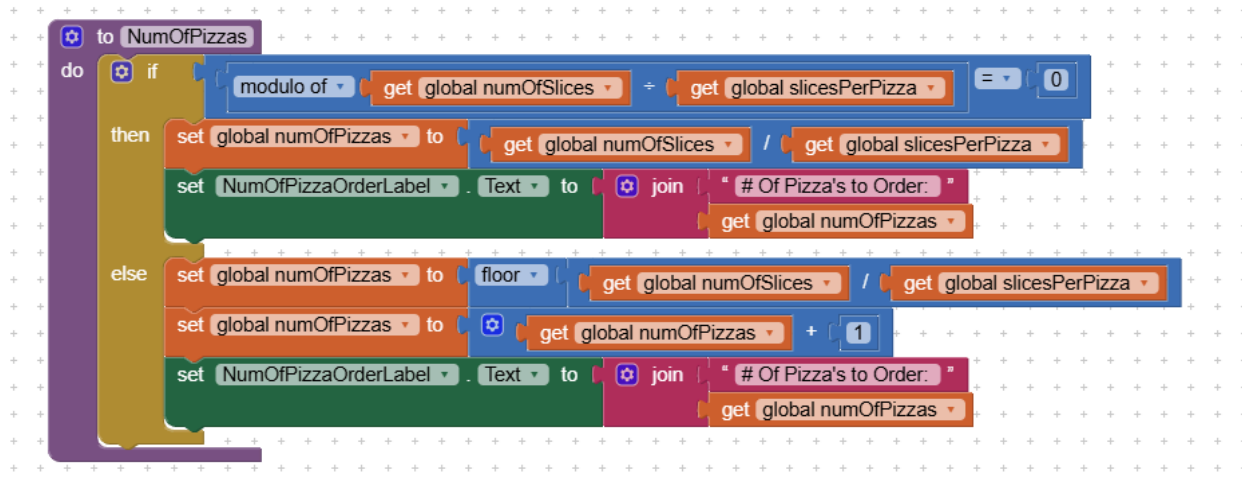 to NumOfPizzas
do if modulo of get global numOfSlices ÷ get global slicesPerPizza = 0
then set global numOfPizzas to get global numOfSlices / get global slicesPerPizza
set NumOfPizzaOrderLabel . Text to join " # Of Pizza's to Order: "
get global numOfPizzas
else set global numOfPizzas to floor get global numOfSlices / get global slicesPerPizza
set global numOfPizzas to get global numOfPizzas + 1
set NumOfPizzaOrderLabel . Text to join " # Of Pizza's to Order: "
get global numOfPizzas